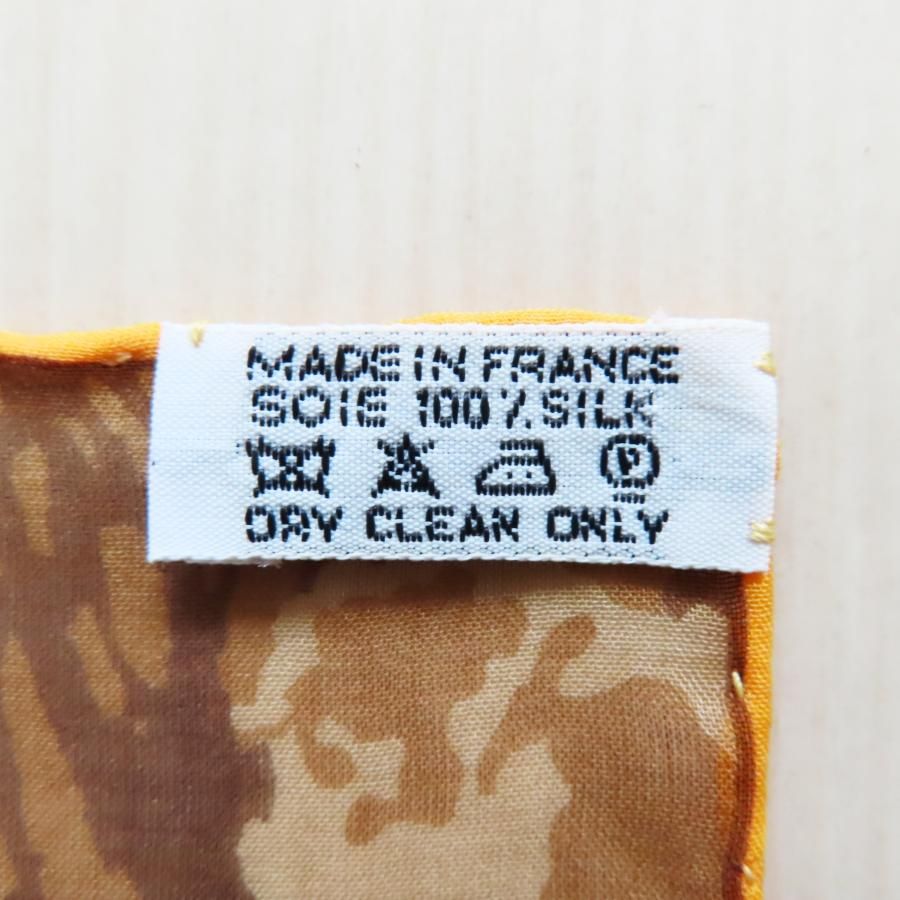 MADE IN FRANCE
SOIE 100% SILK
P
DRY CLEAN ONLY